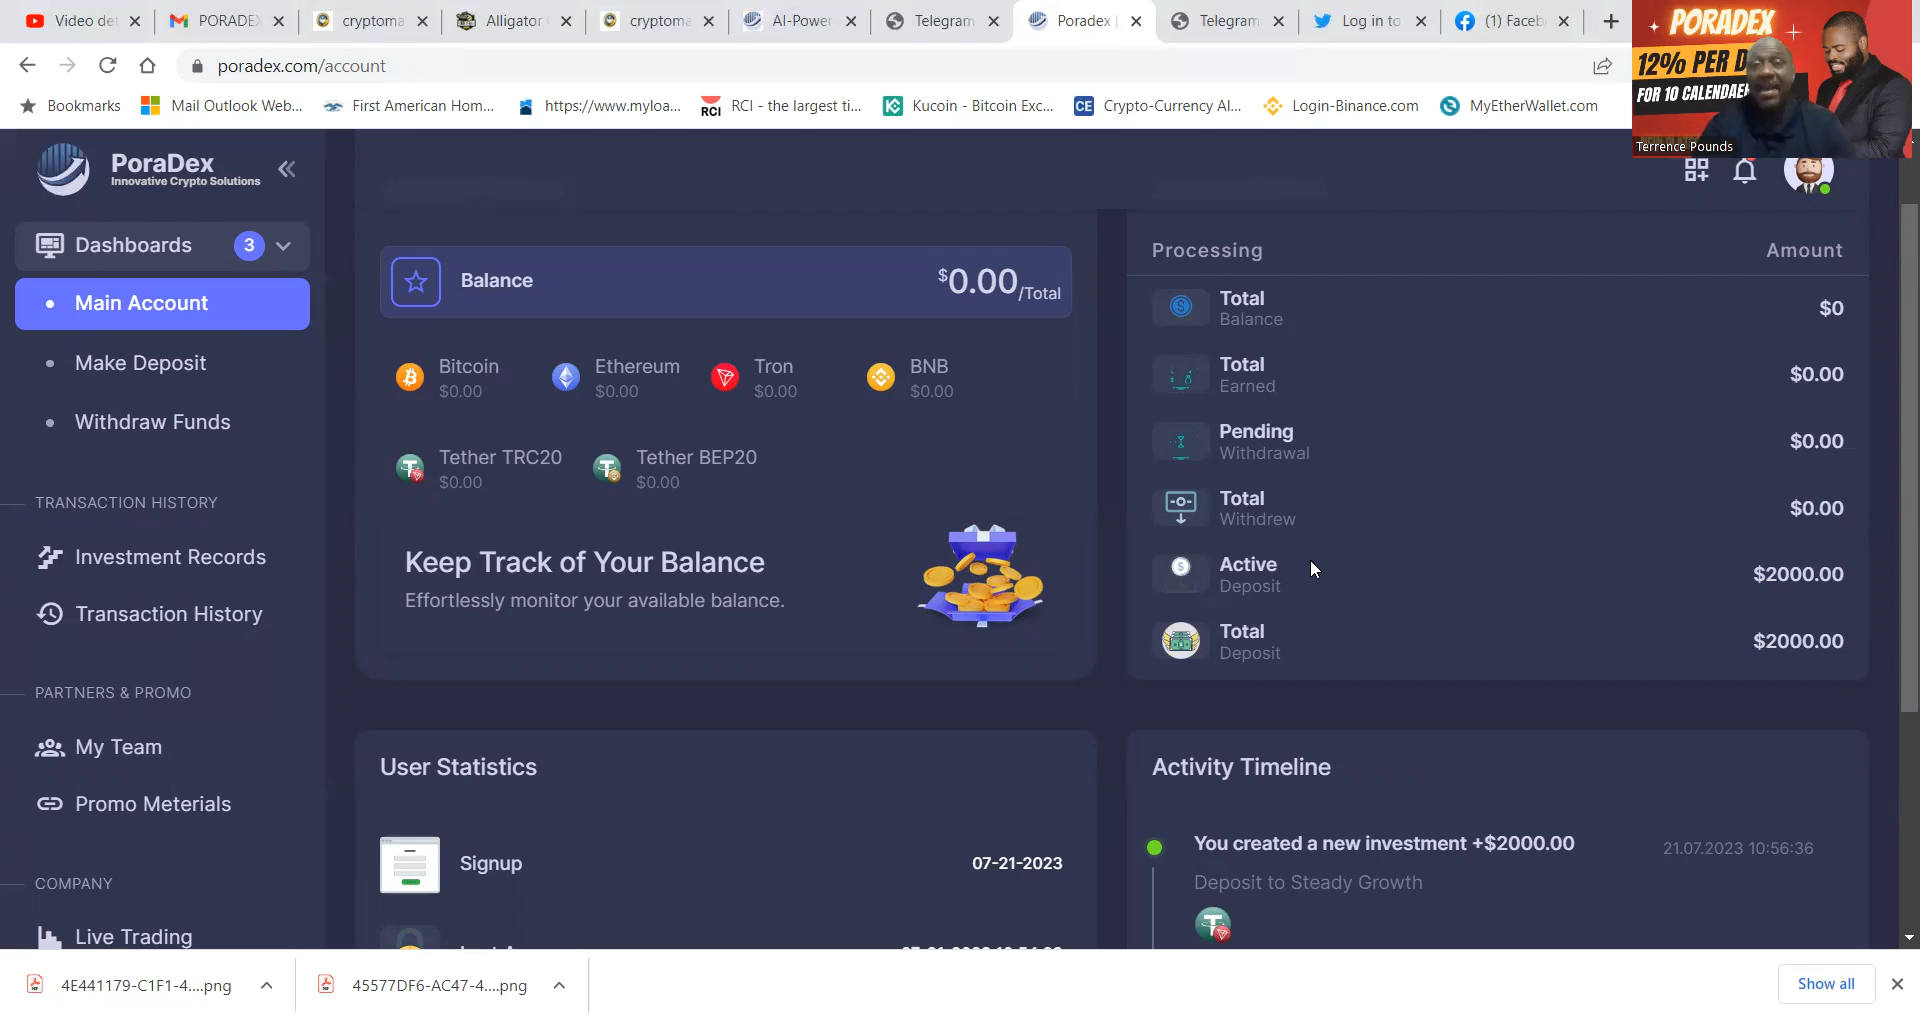 Video det
PORADEX
cryptoma
Alligator
cryptoma
AI-Power
Telegram
Poradex |
Telegram
Log in to
(1) Faceb
poradex.com/account
PORADEX
12% PER D
FOR 10 CALENDAE
Terrence Pounds
Bookmarks
Mail Outlook Web...
First American Hom...
https://www.myloa...
RCI
RCI - the largest ti...
Kucoin - Bitcoin Exc...
CE
Crypto-Currency Al...
Login-Binance.com
MyEtherWallet.com
PoraDex
Innovative Crypto Solutions
Dashboards
3
Main Account
Make Deposit
Withdraw Funds
TRANSACTION HISTORY
Investment Records
Transaction History
PARTNERS & PROMO
My Team
Promo Meterials
COMPANY
Live Trading
Balance
$0.00/Total
Bitcoin
$0.00
Ethereum
$0.00
Tron
$0.00
BNB
$0.00
Tether TRC20
$0.00
Tether BEP20
$0.00
Keep Track of Your Balance
Effortlessly monitor your available balance.
Processing
Amount
Total
Balance
$0
Total
Earned
$0.00
Pending
Withdrawal
$0.00
Total
Withdrew
$0.00
Active
Deposit
$2000.00
Total
Deposit
$2000.00
User Statistics
Signup
07-21-2023
Activity Timeline
You created a new investment +$2000.00
21.07.2023 10:56:36
Deposit to Steady Growth
4E441179-C1F1-4....png
45577DF6-AC47-4....png
Show all